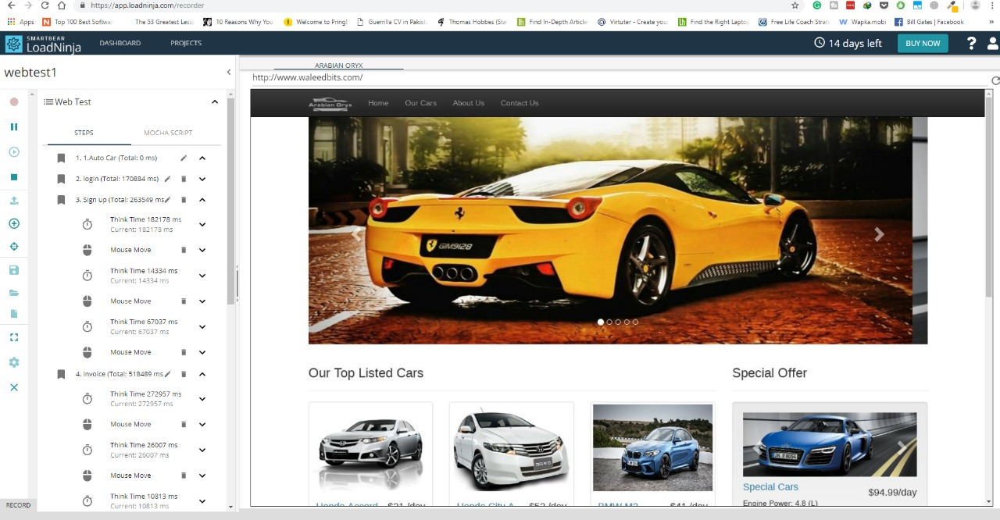 https://app.loadninja.com/recorder
Apps
Top 100 Best Softwar
The 53 Greatest Less
10 Reasons Why You
Welcome to Pring!
Guerrilla CV in Pakist
Thomas Hobbes (Sta
Find In-Depth Article
Virtuter - Create your
Find the Right Lapto
Free Life Coach Strat
Wapka.mobi
Bill Gates | Facebook
»
SMARTBEAR
LoadNinja
DASHBOARD
PROJECTS
14 days left
BUY NOW
?
webtest1
ARABIAN ORYX
http://www.waleedbits.com/
Web Test
STEPS
MOCHA SCRIPT
1. 1.Auto Car (Total: 0 ms)
2. login (Total: 170884 ms)
3. Sign up (Total: 263549 ms
Think Time 182178 ms
Current: 182178 ms
Mouse Move
Think Time 14334 ms
Current: 14334 ms
Mouse Move
Think Time 67037 ms
Current: 67037 ms
Mouse Move
4. invoice (Total: 518489 ms
Think Time 272957 ms
Current: 272957 ms
Mouse Move
Think Time 26007 ms
Current: 26007 ms
Mouse Move
Think Time 10813 ms
Current: 10813 ms
RECORD
Arabian Oryx
Home
Our Cars
About Us
Contact Us
GIM9128
Our Top Listed Cars
Special Offer
Honda Accord
$21 /day
Honda City A
$52 /day
BMW M2
$41 /day
Special Cars
$94.99/day
Engine Power: 4.8 (L)